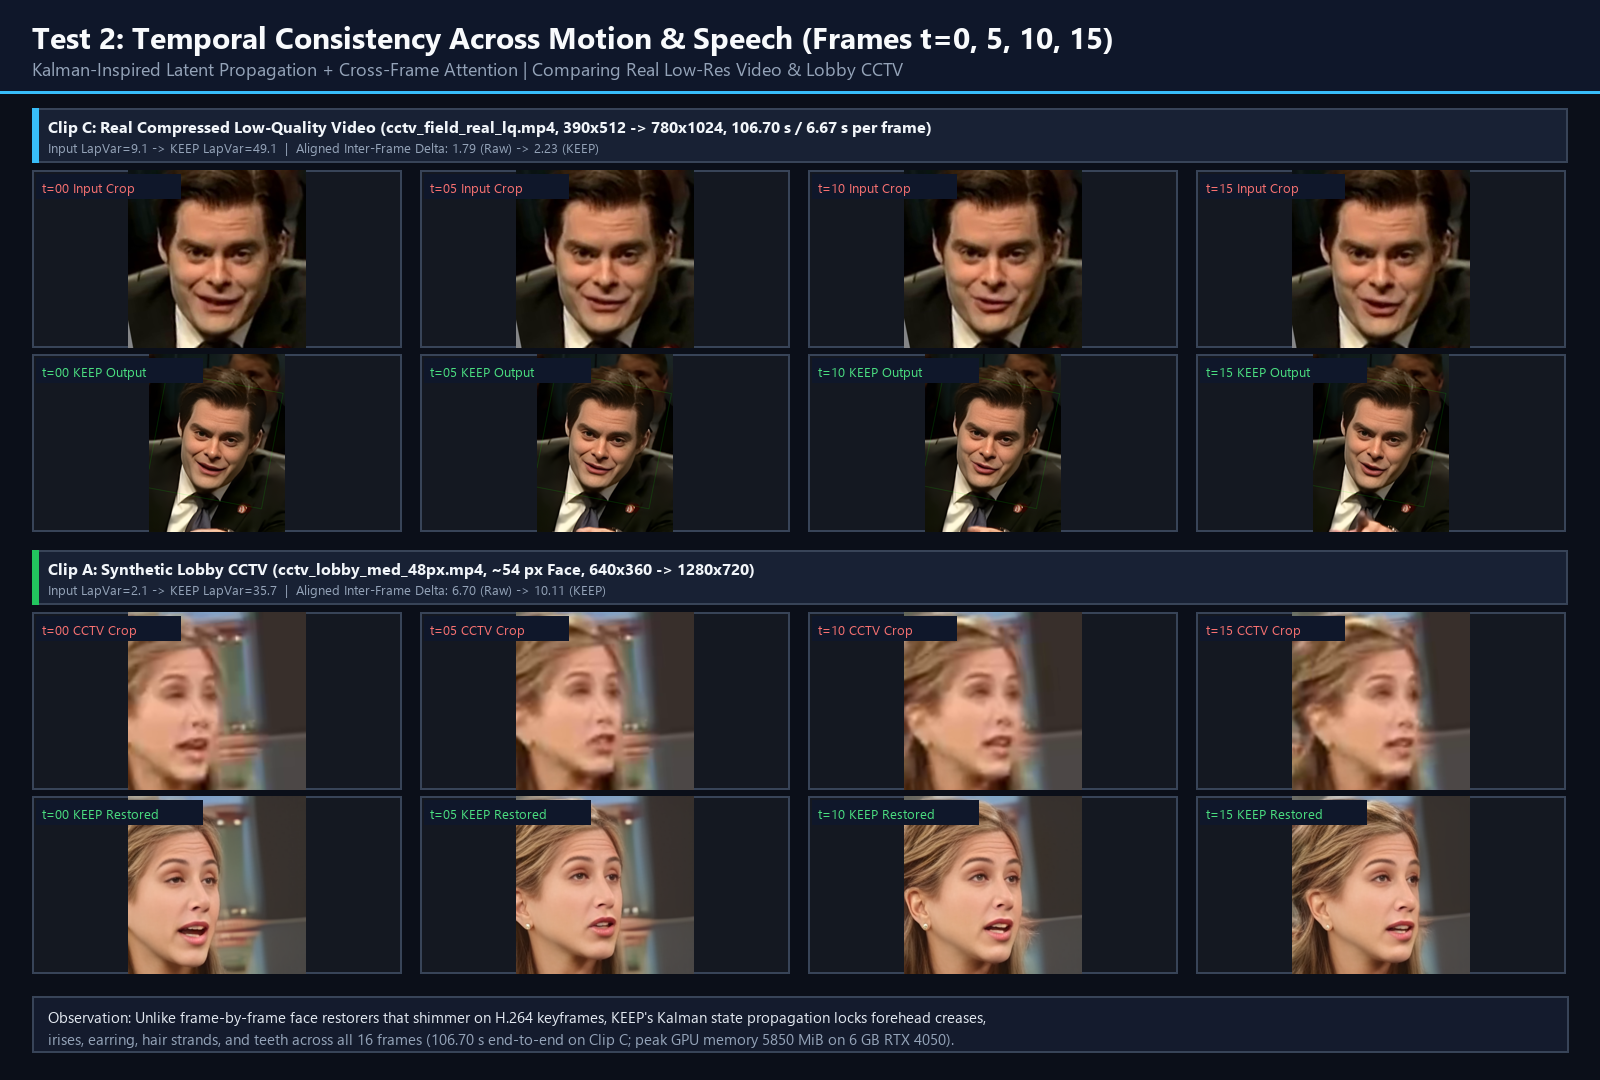 Test 2: Temporal Consistency Across Motion & Speech (Frames t=0, 5, 10, 15)
Kalman-Inspired Latent Propagation + Cross-Frame Attention | Comparing Real Low-Res Video & Lobby CCTV
Clip C: Real Compressed Low-Quality Video (cctv_field_real_lq.mp4, 390x512 -> 780x1024, 106.70 s / 6.67 s per frame)
Input LapVar=9.1 -> KEEP LapVar=49.1 | Aligned Inter-Frame Delta: 1.79 (Raw) -> 2.23 (KEEP)
t=00 Input Crop
t=05 Input Crop
t=10 Input Crop
t=15 Input Crop
t=00 KEEP Output
t=05 KEEP Output
t=10 KEEP Output
t=15 KEEP Output
Clip A: Synthetic Lobby CCTV (cctv_lobby_med_48px.mp4, ~54 px Face, 640x360 -> 1280x720)
Input LapVar=2.1 -> KEEP LapVar=35.7 | Aligned Inter-Frame Delta: 6.70 (Raw) -> 10.11 (KEEP)
t=00 CCTV Crop
t=05 CCTV Crop
t=10 CCTV Crop
t=15 CCTV Crop
t=00 KEEP Restored
t=05 KEEP Restored
t=10 KEEP Restored
t=15 KEEP Restored
Observation: Unlike frame-by-frame face restorers that shimmer on H.264 keyframes, KEEP's Kalman state propagation locks forehead creases,
irises, earring, hair strands, and teeth across all 16 frames (106.70 s end-to-end on Clip C; peak GPU memory 5850 MiB on 6 GB RTX 4050).